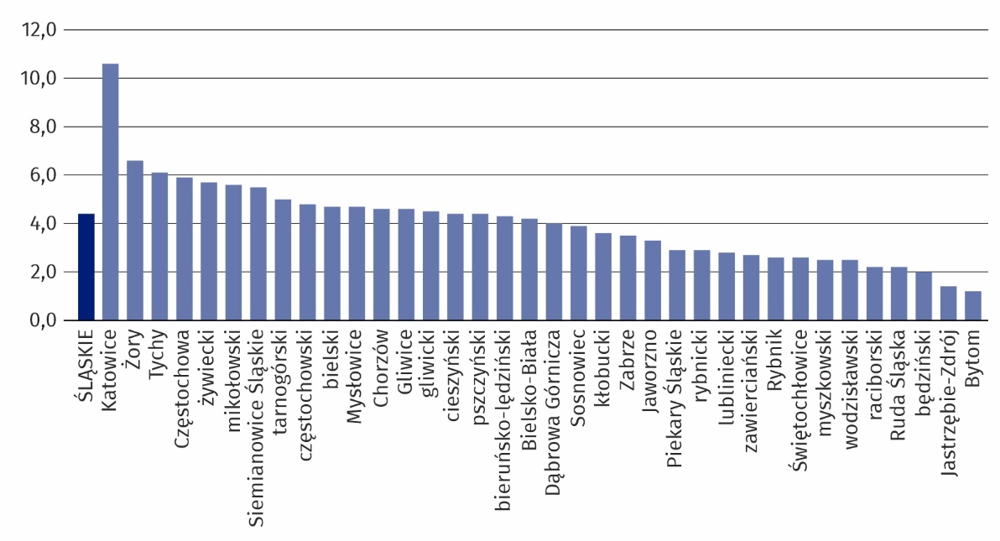 12,0
10,0
8,0
6,0
4,0
2,0
0,0
ŚLĄSKIE
Katowice
Żory
Tychy
Częstochowa
żywiecki
mikołowski
Siemianowice Śląskie
tarnogórski
częstochowski
bielski
Mysłowice
Chorzów
Gliwice
gliwicki
cieszyński
pszczyński
bieruńsko-lędziński
Bielsko-Biała
Dąbrowa Górnicza
Sosnowiec
kłobucki
Zabrze
Jaworzno
Piekary Śląskie
rybnicki
lubliniecki
zawierciański
Rybnik
Świętochłowice
myszkowski
wodzisławski
raciborski
Ruda Śląska
będziński
Jastrzębie-Zdrój
Bytom